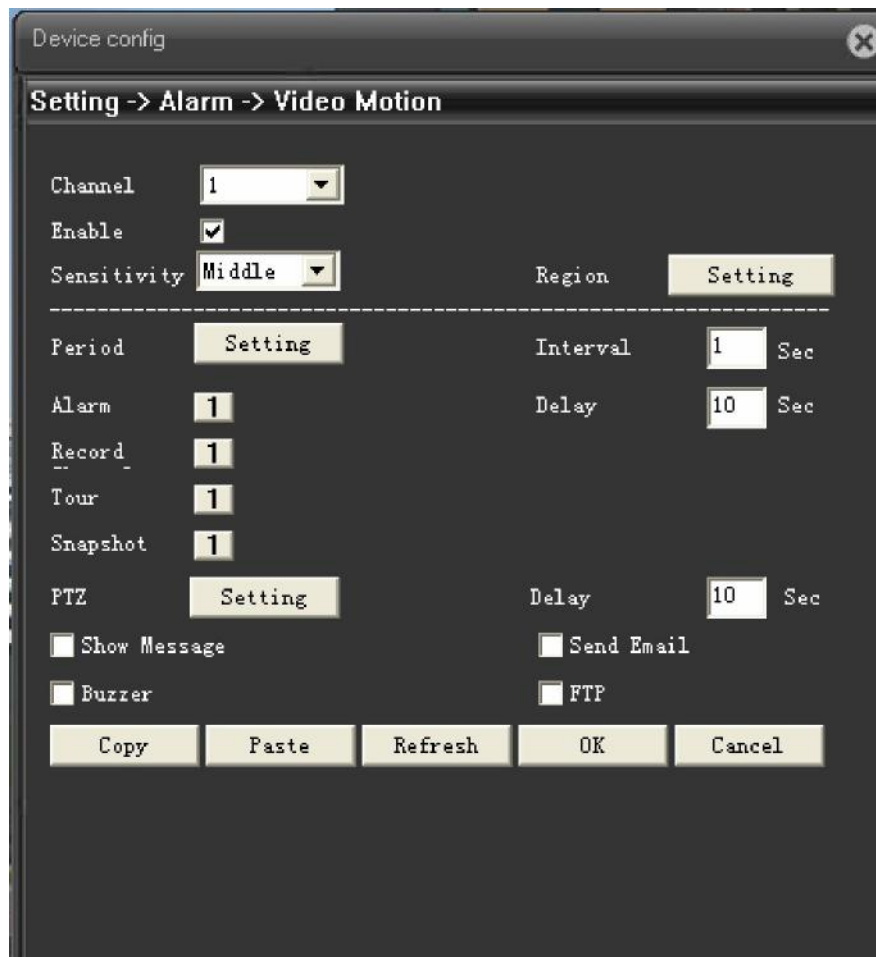 Device config
Setting -> Alarm -> Video Motion
Channel 1
Enable
Sensitivity Middle Region Setting
Period Setting Interval 1 Sec
Alarm 1 Delay 10 Sec
Record 1
Tour 1
Snapshot 1
PTZ Setting Delay 10 Sec
Show Message Send Email
Buzzer FTP
Copy Paste Refresh OK Cancel